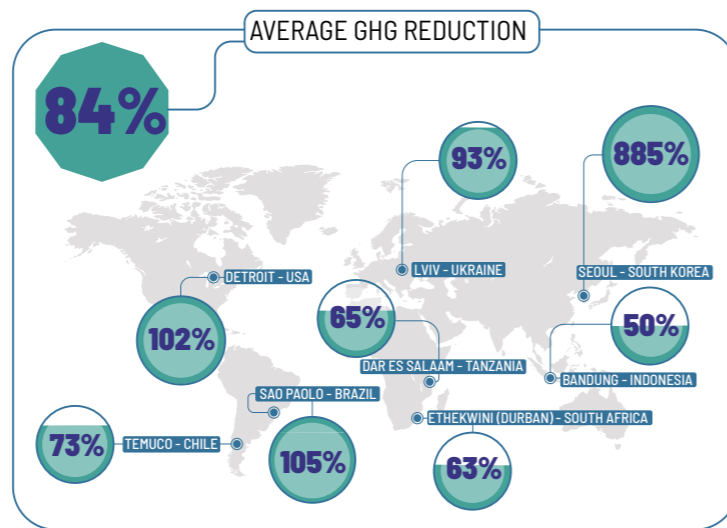 AVERAGE GHG REDUCTION
84%
93%
885%
LVIV - UKRAINE
SEOUL - SOUTH KOREA
DETROIT - USA
102%
65%
50%
DAR ES SALAAM - TANZANIA
BANDUNG - INDONESIA
SAO PAOLO - BRAZIL
105%
ETHEKWINI (DURBAN) - SOUTH AFRICA
63%
73%
TEMUCO - CHILE